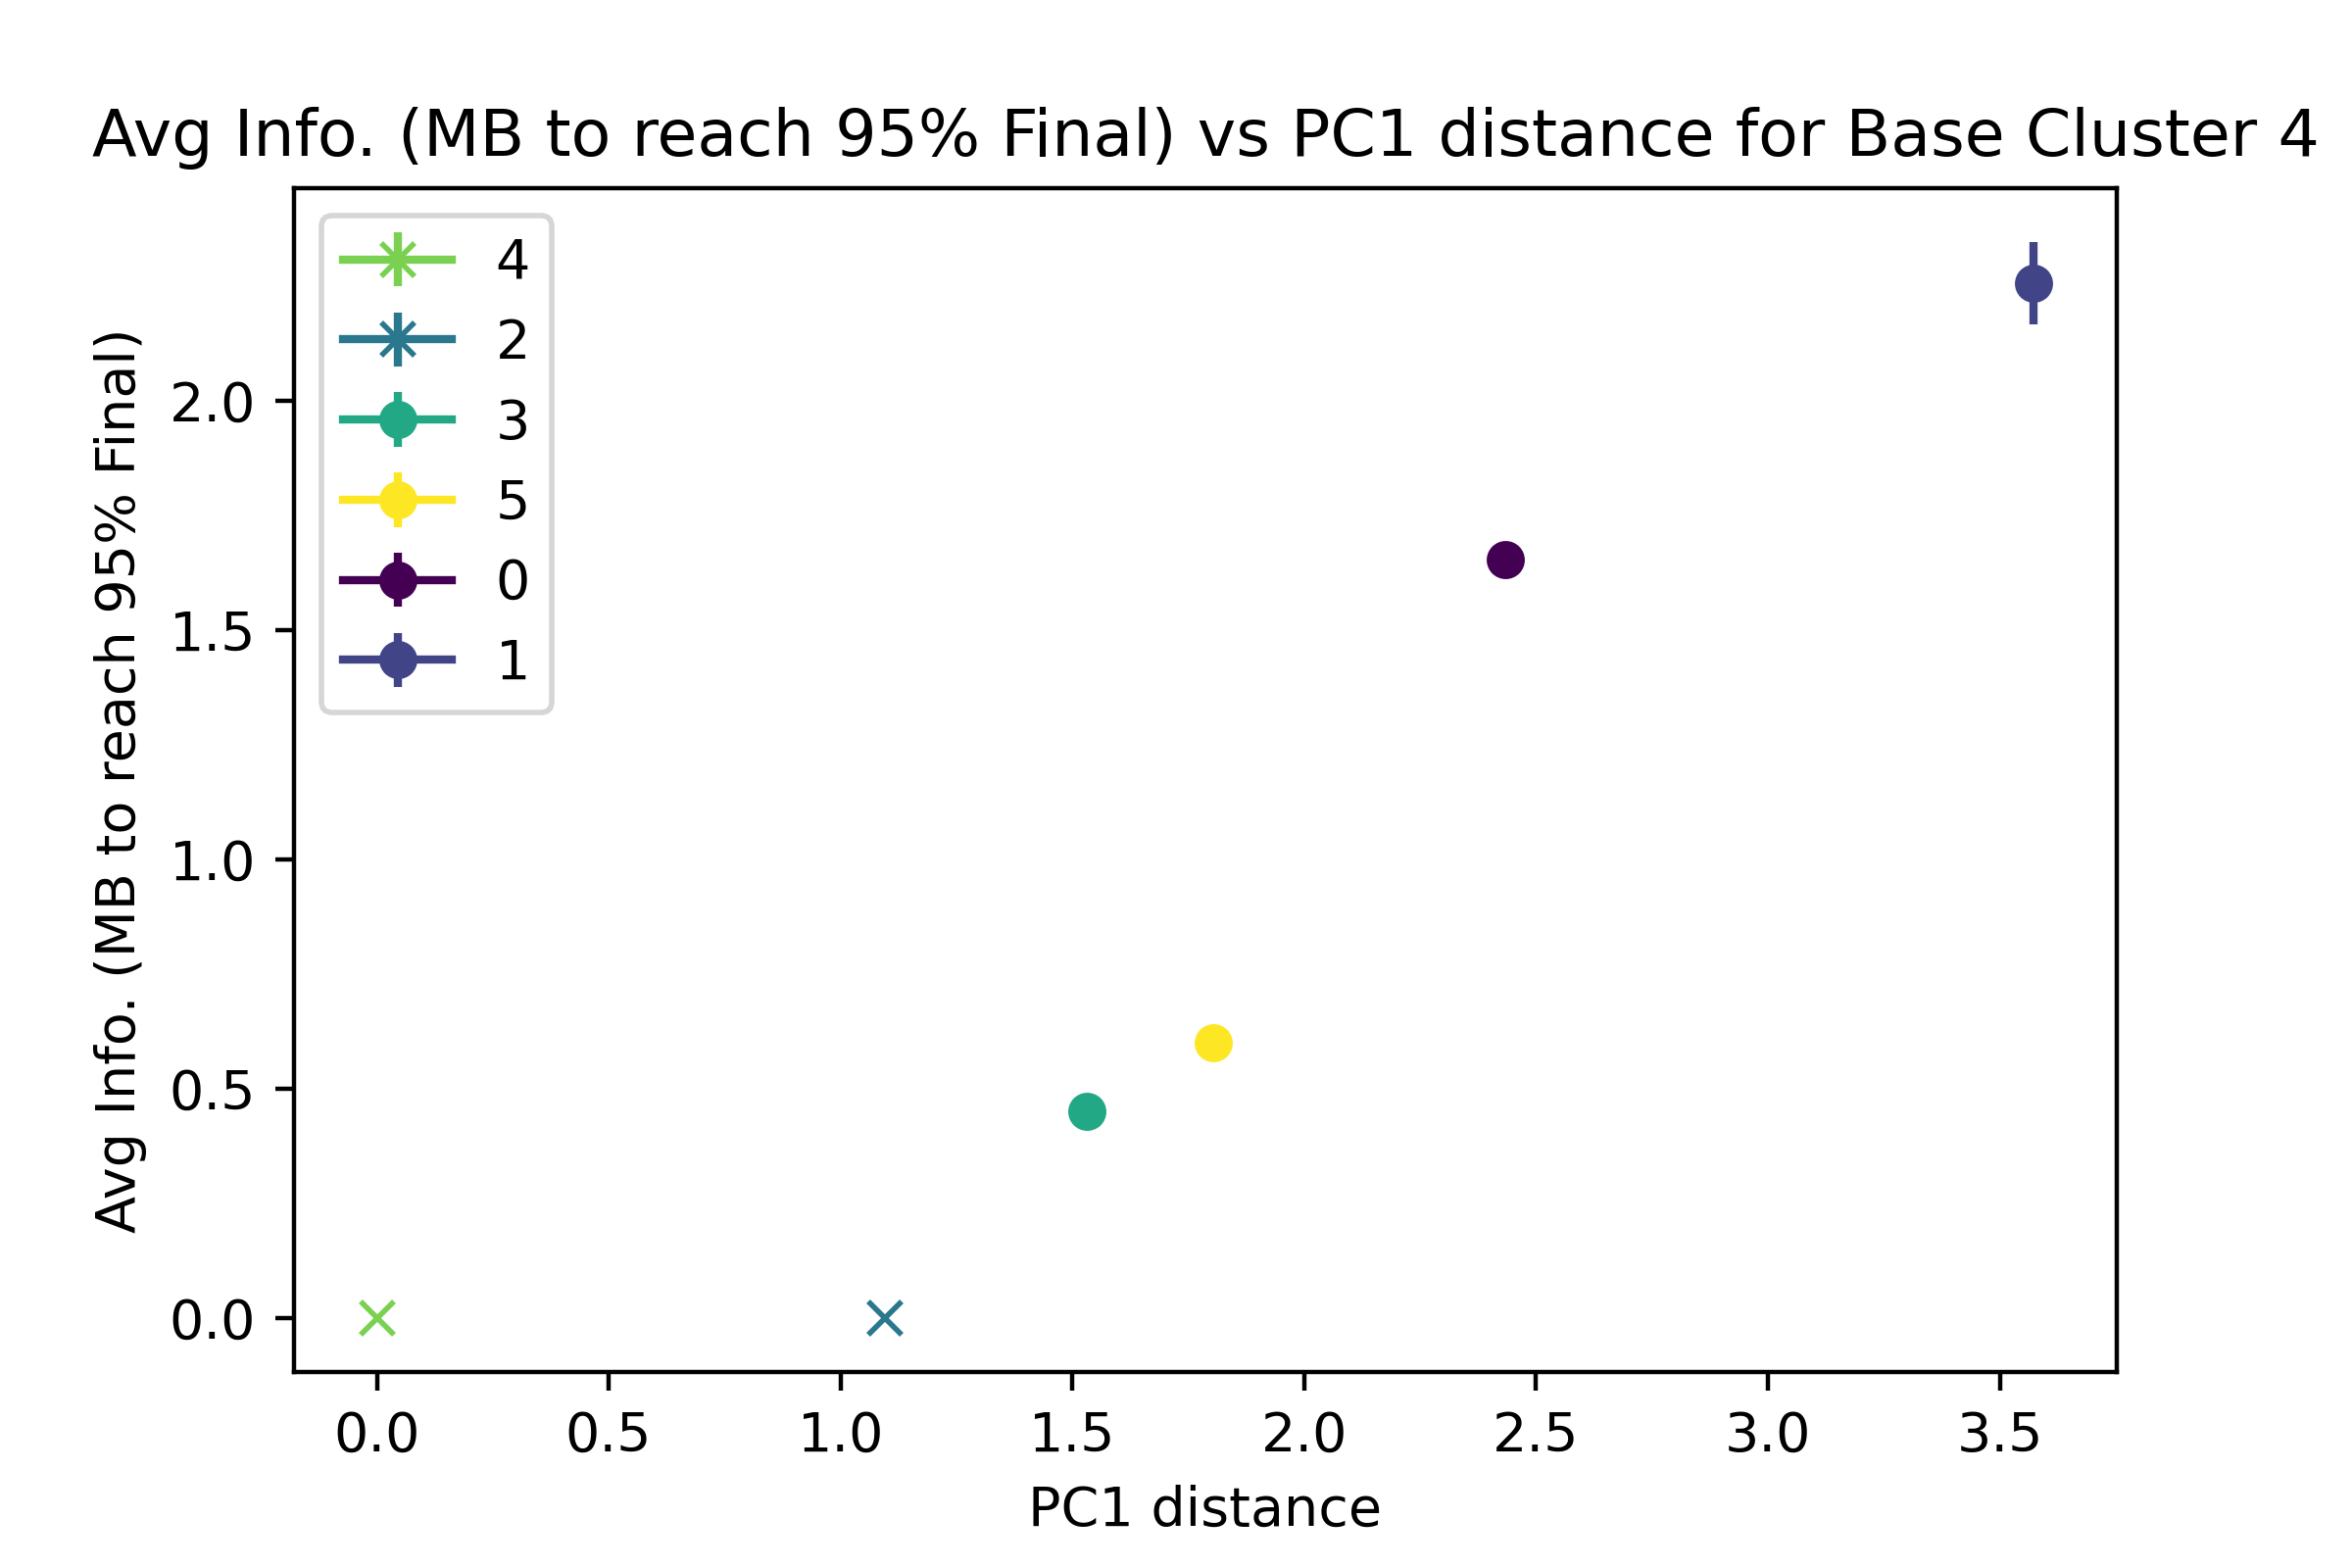 Avg Info. (MB to reach 95% Final) vs PC1 distance for Base Cluster 4
4
2
3
5
0
1
Avg Info. (MB to reach 95% Final)
2.0
1.5
1.0
0.5
0.0
0.0 0.5 1.0 1.5 2.0 2.5 3.0 3.5
PC1 distance